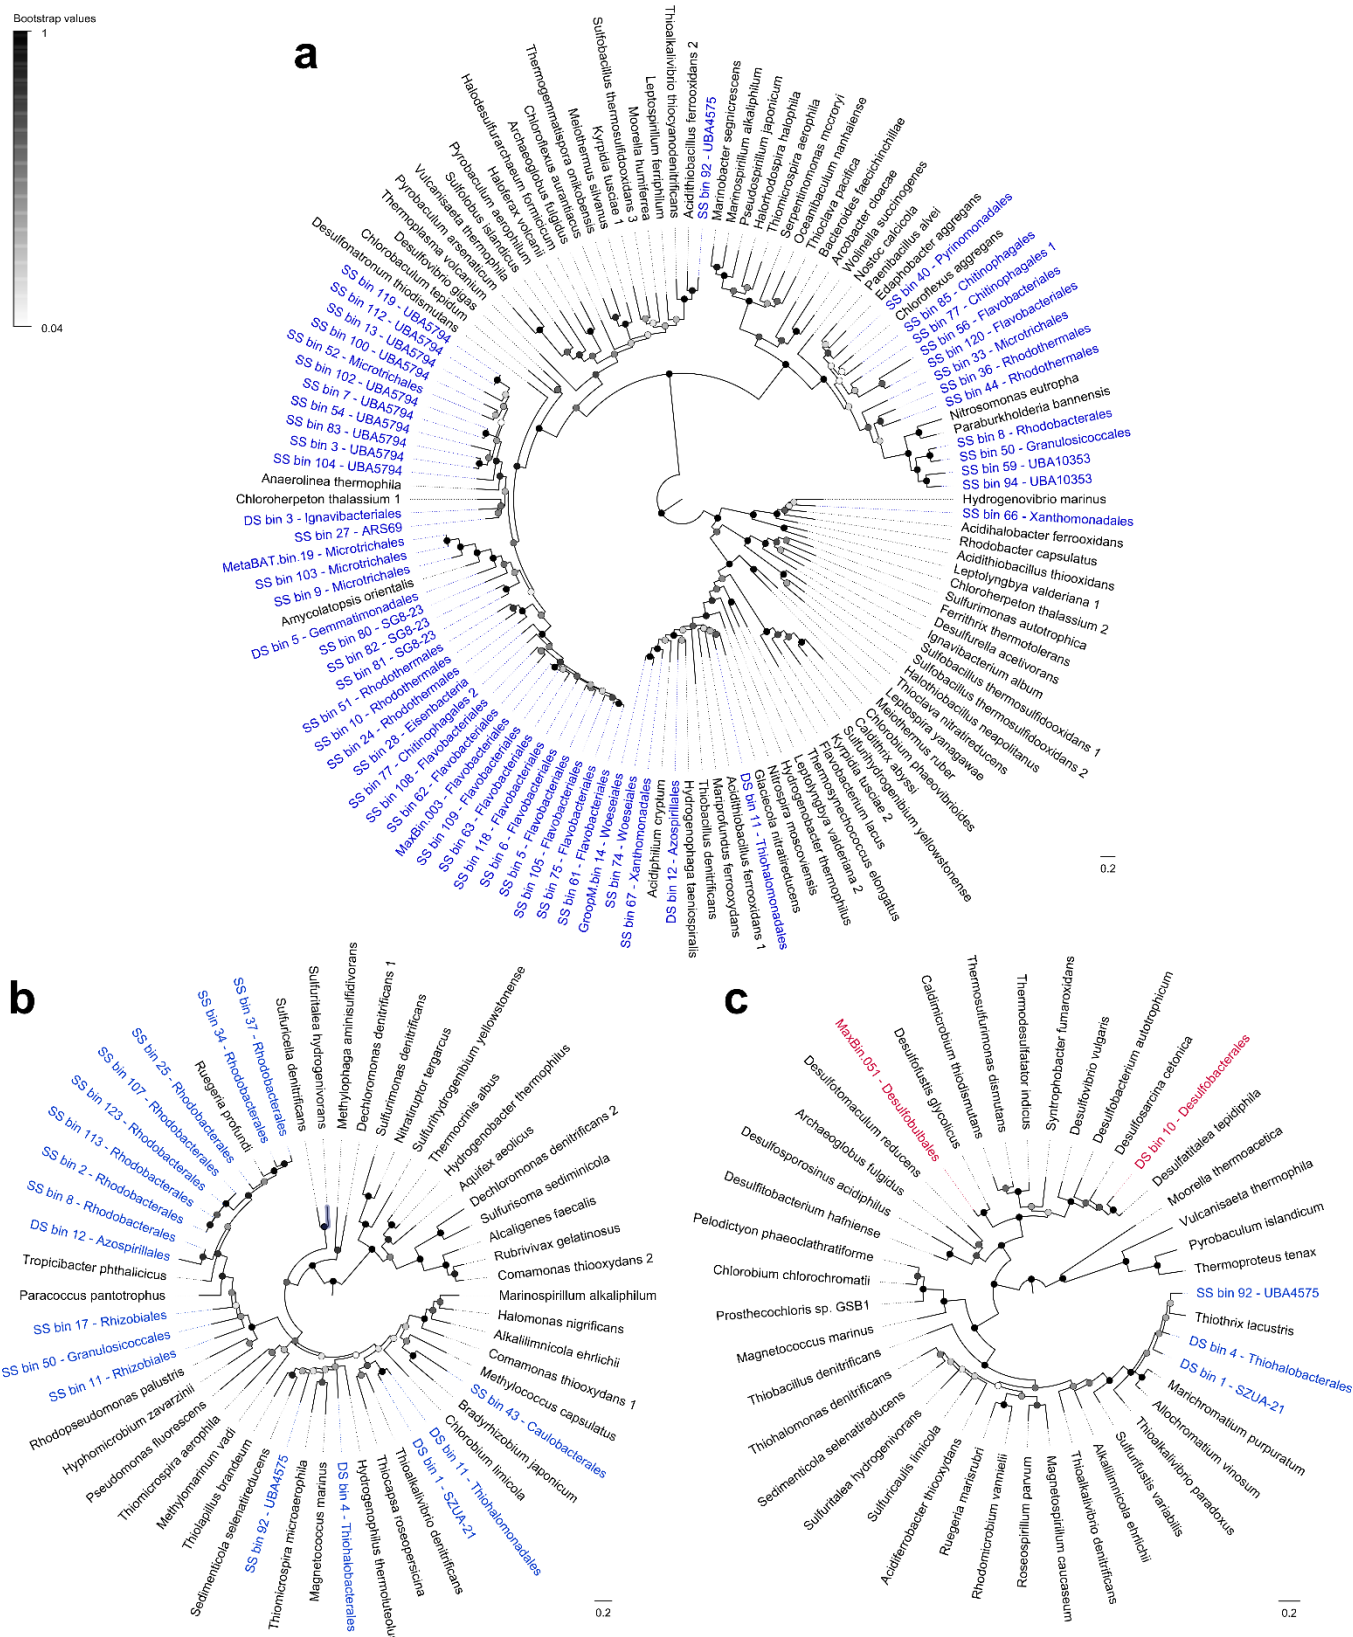 Bootstrap values
1
0.04
a
Halodesulfurarchaeum formicicum
Archaeoglobus fulgidus
Chloroflexus aurantiacus
Thermogemmatispora onikobensis
Meiothermus silvanus
Kyrpidia tusciae 1
Sulfobacillus thermosulfidooxidans 3
Moorella humiferrea
Leptospirillum ferriphilum
Thioalkalivibrio thiocyanodenitrificans
Acidithiobacillus ferrooxidans 2
SS bin 92 - UBA4575
Marinobacter segnicrescens
Marinospirillum alkaliphilum
Pseudospirillum japonicum
Halorhodospira halophila
Thiomicrospira aerophila
Serpentinomonas mccroryi
Oceanibaculum nanhaiense
Thioclava pacifica
Bacteroides faecichinchillae
Arcobacter cloacae
Wolinella succinogenes
Nostoc calcicola
Paenibacillus alvei
Edaphobacter aggregans
SS bin 40 - Pyrinomonadales
Chloroflexus aggregans
SS bin 85 - Chitinophagales
SS bin 77 - Chitinophagales 1
SS bin 56 - Flavobacteriales
SS bin 120 - Flavobacteriales
SS bin 33 - Microtrichales
SS bin 36 - Rhodothermales
SS bin 44 - Rhodothermales
Nitrosomonas eutropha
Paraburkholderia bannensis
SS bin 8 - Rhodobacterales
SS bin 50 - Granulosicoccales
SS bin 59 - UBA10353
SS bin 94 - UBA10353
Hydrogenovibrio marinus
SS bin 66 - Xanthomonadales
Acidihalobacter ferrooxidans
Rhodobacter capsulatus
Acidithiobacillus thiooxidans
Leptolyngbya valderiana 1
Chloroherpeton thalassium 2
Sulfurimonas autotrophica
Ferrithrix thermotolerans
Desulfurella acetivorans
Ignavibacterium album
Sulfobacillus thermosulfidooxidans 1
Sulfobacillus thermosulfidooxidans 2
Halothiobacillus neapolitanus
Thioclava nitratireducens
Leptospira yanagawae
Meiothermus ruber
Chlorobium phaeovibrioides
Caldithrix abyssi
Sulfurihydrogenibium yellowstonense
Kyrpidia tusciae 2
Flavobacterium lacus
Thermosynechococcus elongatus
Leptolyngbya valderiana 2
Hydrogenobacter thermophilus
Nitrospira moscoviensis
Glaciecola nitratireducens
DS bin 11 - Thiohalomonadales
Acidithiobacillus ferrooxidans 1
Mariprofundus ferrooxydans
Thiobacillus denitrificans
Hydrogenophaga taeniospiralis
DS bin 12 - Azospirillales
Acidiphilium cryptum
SS bin 67 - Xanthomonadales
SS bin 74 - Woeseiales
GroopM.bin 14 - Woeseiales
SS bin 61 - Flavobacteriales
SS bin 75 - Flavobacteriales
SS bin 105 - Flavobacteriales
SS bin 5 - Flavobacteriales
SS bin 6 - Flavobacteriales
SS bin 118 - Flavobacteriales
SS bin 63 - Flavobacteriales
SS bin 109 - Flavobacteriales
MaxBin.003 - Flavobacteriales
SS bin 62 - Flavobacteriales
SS bin 108 - Flavobacteriales
SS bin 77 - Chitinophagales 2
SS bin 28 - Eisenbacteria
SS bin 24 - Rhodothermales
SS bin 10 - Rhodothermales
SS bin 51 - Rhodothermales
SS bin 81 - SG8-23
SS bin 82 - SG8-23
SS bin 80 - SG8-23
DS bin 5 - Gemmatimonadales
Amycolatopsis orientalis
SS bin 9 - Microtrichales
SS bin 103 - Microtrichales
MetaBAT.bin.19 - Microtrichales
SS bin 27 - ARS69
DS bin 3 - Ignavibacteriales
Chloroherpeton thalassium 1
Anaerolinea thermophila
SS bin 104 - UBA5794
SS bin 3 - UBA5794
SS bin 83 - UBA5794
SS bin 54 - UBA5794
SS bin 7 - UBA5794
SS bin 102 - UBA5794
SS bin 52 - Microtrichales
SS bin 100 - UBA5794
SS bin 13 - UBA5794
SS bin 112 - UBA5794
SS bin 119 - UBA5794
Desulfonatronum thiodismutans
Chlorobaculum tepidum
Desulfovibrio gigas
Thermoplasma volcanium
Pyrobaculum arsenaticum
Vulcanisaeta thermophila
Sulfolobus islandicus
Pyrobaculum aerophilum
Haloferax volcanii
0.2
b
SS bin 37 - Rhodobacterales
Sulfuricella denitrificans
Sulfuritalea hydrogenivorans
Methylophaga aminisulfidivorans
Dechloromonas denitrificans 1
Sulfurimonas denitrificans
Nitratiruptor tergarcus
Sulfurihydrogenibium yellowstonense
Thermocrinis albus
Hydrogenobacter thermophilus
Aquifex aeolicus
Dechloromonas denitrificans 2
Sulfurisoma sediminicola
Alcaligenes faecalis
Rubrivivax gelatinosus
Comamonas thiooxydans 2
Marinospirillum alkaliphilum
Halomonas nigrificans
Alkalilimnicola ehrlichii
Comamonas thiooxydans 1
Methylococcus capsulatus
SS bin 43 - Caulobacterales
Bradyrhizobium japonicum
Chlorobium limicola
DS bin 11 - Thiohalomonadales
DS bin 1 - SZUA-21
Thioalkalivibrio denitrificans
Thiocapsa roseopersicina
Hydrogenophilus thermoluteolus
DS bin 4 - Thiohalobacterales
Magnetococcus marinus
Thiomicrospira microaerophila
SS bin 92 - UBA4575
Sedimenticola selenatireducens
Thiolapillus brandeum
Methylomarinum vadi
Thiomicrospira aerophila
Pseudomonas fluorescens
Hyphomicrobium zavarzinii
Rhodopseudomonas palustris
SS bin 11 - Rhizobiales
SS bin 50 - Granulosicoccales
SS bin 17 - Rhizobiales
Paracoccus pantotrophus
Tropicibacter phthalicicus
DS bin 12 - Azospirillales
SS bin 8 - Rhodobacterales
SS bin 2 - Rhodobacterales
SS bin 113 - Rhodobacterales
SS bin 123 - Rhodobacterales
SS bin 107 - Rhodobacterales
SS bin 25 - Rhodobacterales
Ruegeria profundi
SS bin 34 - Rhodobacterales
0.2
c
MaxBin.051 - Desulfobulbales
Desulfofustis glycolicus
Caldimicrobium thiodismutans
Thermosulfurimonas dismutans
Thermodesulfatator indicus
Syntrophobacter fumaroxidans
Desulfovibrio vulgaris
Desulfobacterium autotrophicum
Desulfosarcina cetonica
DS bin 10 - Desulfobacterales
Desulfatitalea tepidiphila
Moorella thermoacetica
Vulcanisaeta thermophila
Pyrobaculum islandicum
Thermoproteus tenax
SS bin 92 - UBA4575
Thiothrix lacustris
DS bin 4 - Thiohalobacterales
DS bin 1 - SZUA-21
Marichromatium purpuratum
Allochromatium vinosum
Thioalkalivibrio paradoxus
Sulfurifustis variabilis
Alkalilimnicola ehrlichii
Thioalkalivibrio denitrificans
Magnetospirillum caucaseum
Roseospirillum parvum
Rhodomicrobium vannielii
Ruegeria marisrubri
Acidiferrobacter thiooxydans
Sulfuricaulis limicola
Sulfuritalea hydrogenivorans
Sedimenticola selenatireducens
Thiohalomonas denitrificans
Thiobacillus denitrificans
Magnetococcus marinus
Prosthecochloris sp. GSB1
Chlorobium chlorochromatii
Pelodictyon phaeoclathratiforme
Desulfitobacterium hafniense
Desulfosporosinus acidiphilus
Archaeoglobus fulgidus
Desulfotomaculum reducens
0.2